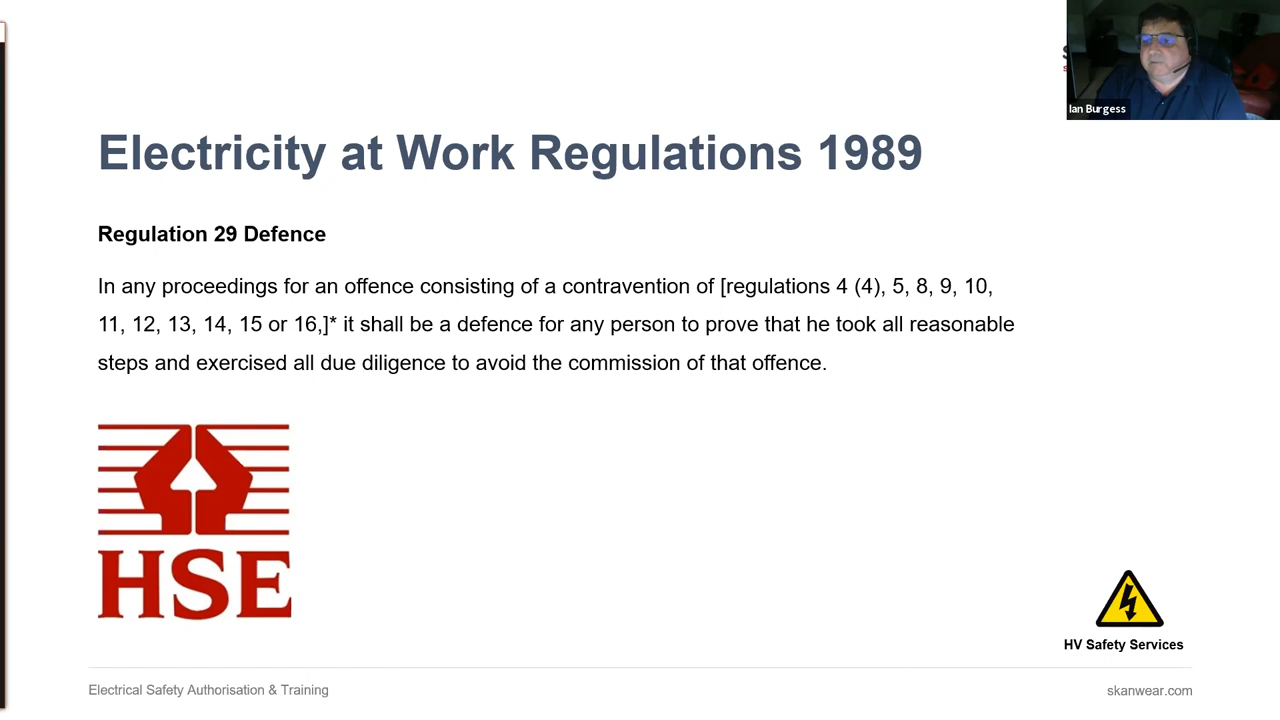 Ian Burgess
Electricity at Work Regulations 1989
Regulation 29 Defence
In any proceedings for an offence consisting of a contravention of [regulations 4 (4), 5, 8, 9, 10,
11, 12, 13, 14, 15 or 16,]* it shall be a defence for any person to prove that he took all reasonable
steps and exercised all due diligence to avoid the commission of that offence.
HSE
HV Safety Services
Electrical Safety Authorisation & Training
skanwear.com